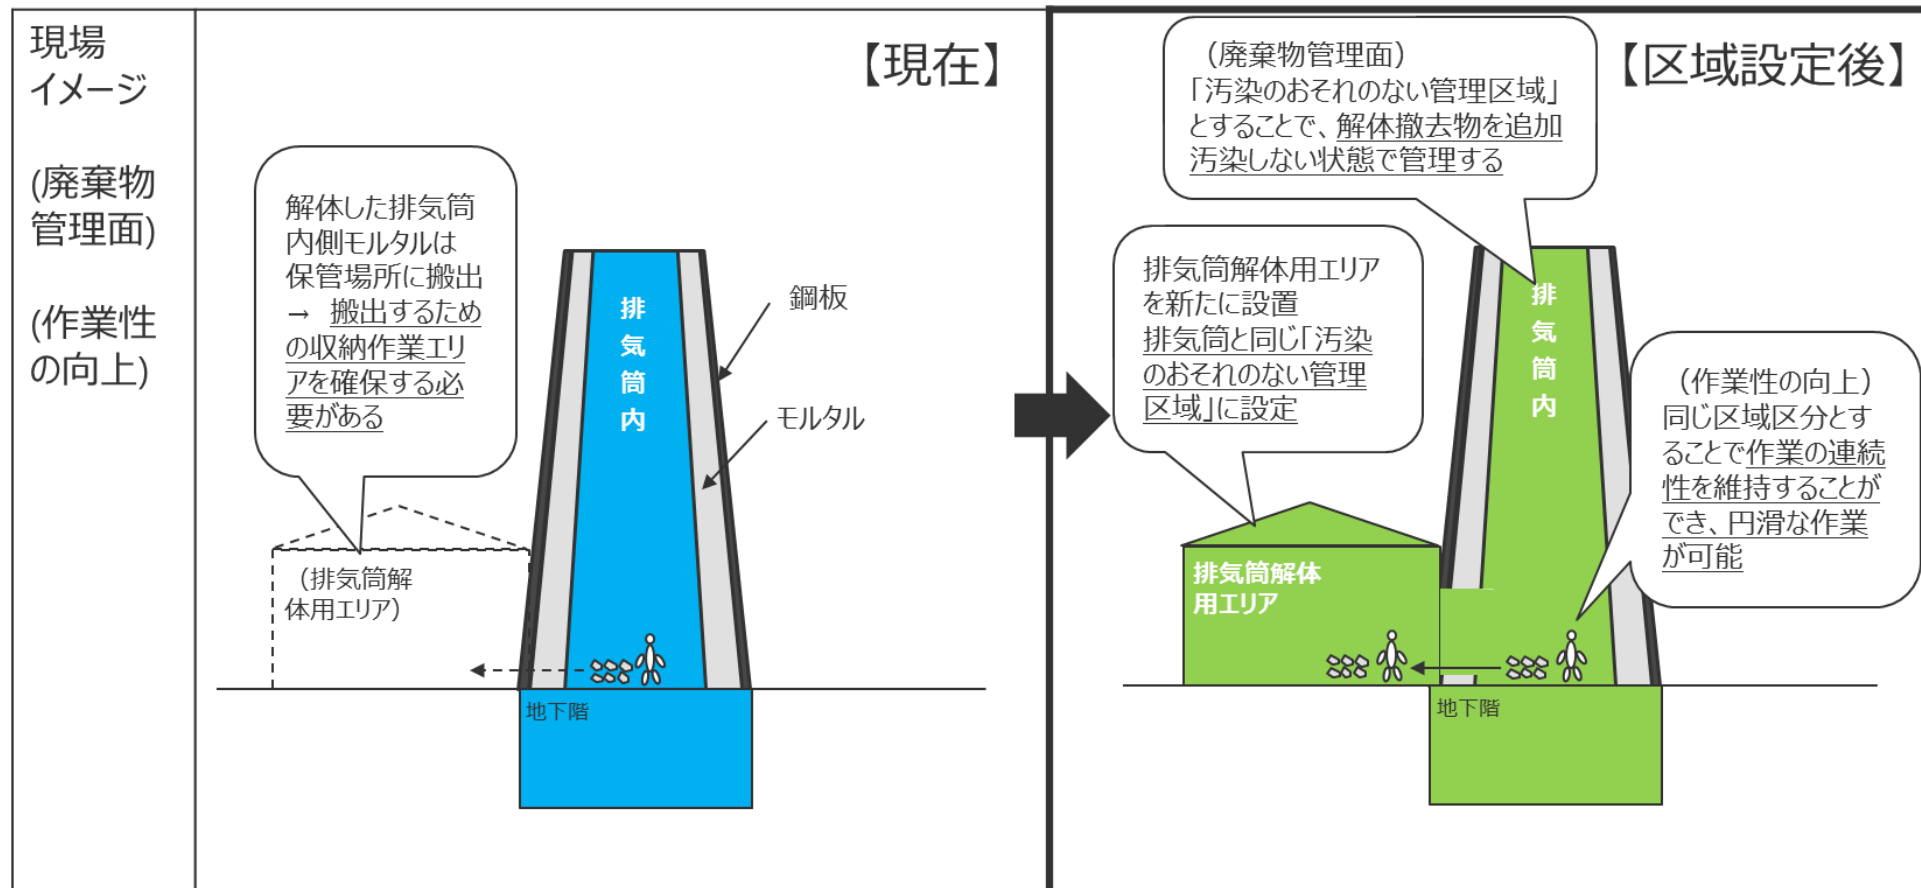 現場
イメージ
(廃棄物
管理面)
(作業性
の向上)
【現在】
解体した排気筒
内側モルタルは
保管場所に搬出
→ 搬出するため
の収納作業エリ
アを確保する必
要がある
排
気
筒
内
鋼板
モルタル
（排気筒解
体用エリア）
地下階
【区域設定後】
（廃棄物管理面）
「汚染のおそれのない管理区域」
とすることで、解体撤去物を追加
汚染しない状態で管理する
排気筒解体用エリア
を新たに設置
排気筒と同じ「汚染
のおそれのない管理
区域」に設定
排
気
筒
内
（作業性の向上）
同じ区域区分とす
ることで作業の連続
性を維持することが
でき、円滑な作業
が可能
排気筒解体
用エリア
地下階